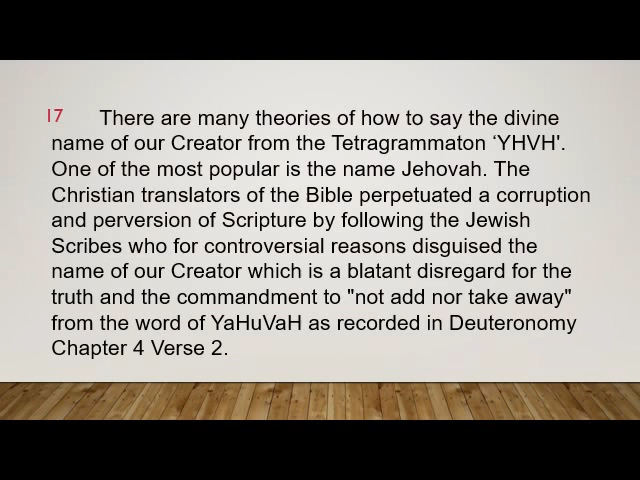 17 There are many theories of how to say the divine
name of our Creator from the Tetragrammaton ‘YHVH'.
One of the most popular is the name Jehovah. The
Christian translators of the Bible perpetuated a corruption
and perversion of Scripture by following the Jewish
Scribes who for controversial reasons disguised the
name of our Creator which is a blatant disregard for the
truth and the commandment to "not add nor take away"
from the word of YaHuVaH as recorded in Deuteronomy
Chapter 4 Verse 2.